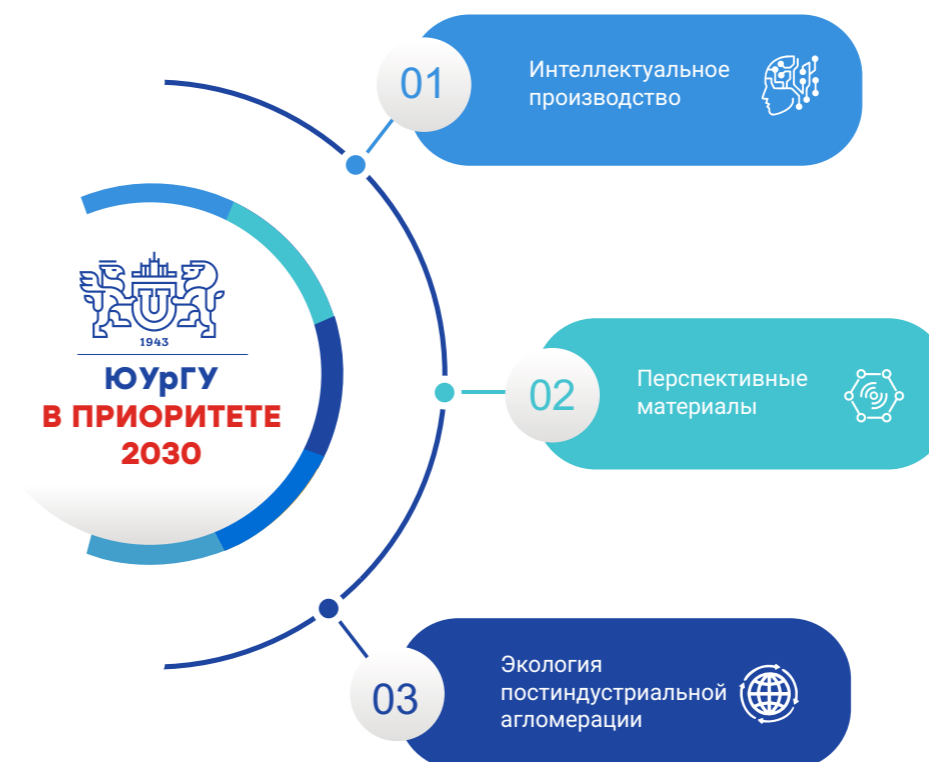 01
Интеллектуальное
производство
1943
ЮУрГУ
В ПРИОРИТЕТЕ
2030
02
Перспективные
материалы
03
Экология
постиндустриальной
агломерации